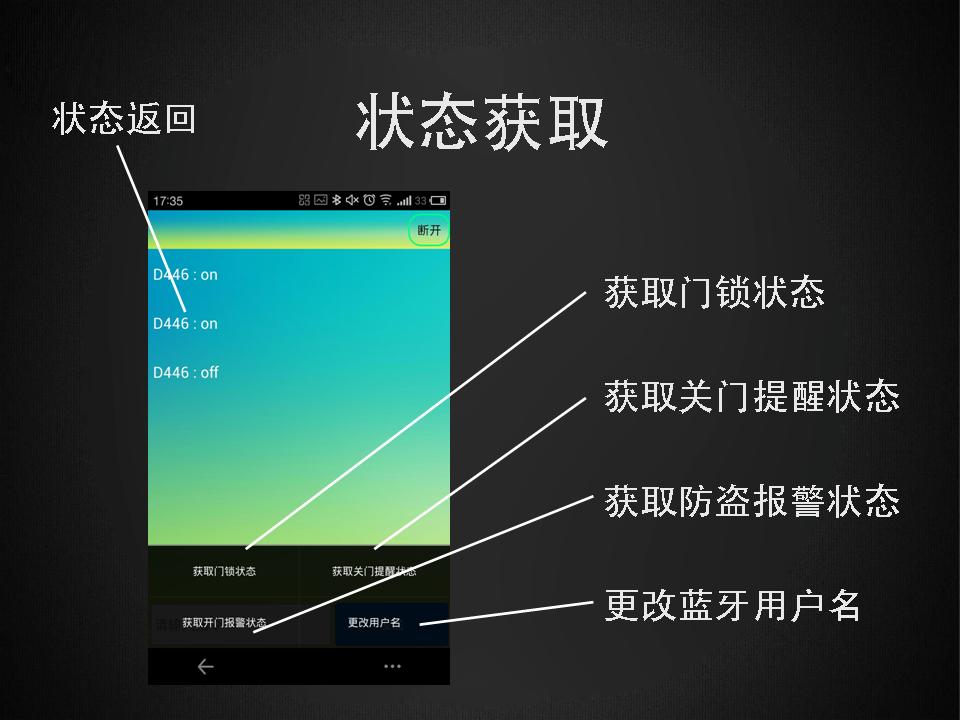 状态获取
状态返回
17:35
33
断开
D446 : on
D446 : on
D446 : off
获取门锁状态
获取关门提醒状态
获取防盗报警状态
更改蓝牙用户名
获取门锁状态
获取关门提醒状态
获取开门报警状态
更改用户名